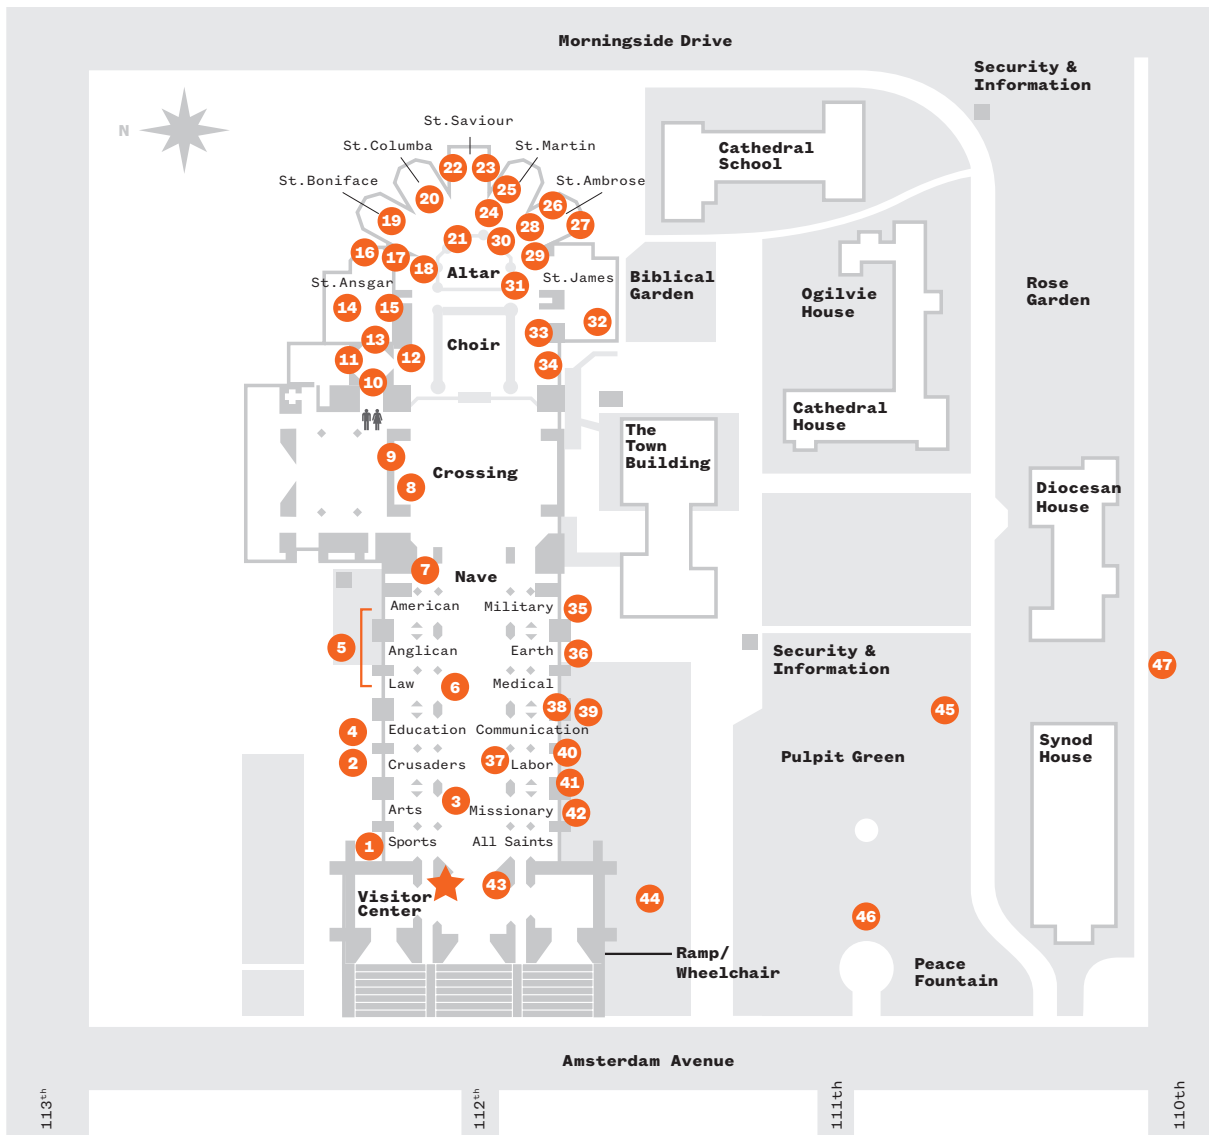 Morningside Drive
Security &
Information
N
St.Saviour
St.Columba
St.Martin
St.Boniface
St.Ambrose
Cathedral
School
22
23
25
20
26
19
24
27
28
21
30
16
17
29
18
Altar
31
St.James
St.Ansgar
14
15
32
13
33
Choir
11
12
34
10
Biblical
Garden
Ogilvie
House
Rose
Garden
Cathedral
House
The
Town
Building
9
8
Crossing
Diocesan
House
7
Nave
American
Military
35
5
Anglican
Earth
36
Law
6
Medical
38
39
4
Education
Communication
2
Crusaders
37
Labor
40
41
Arts
3
Missionary
42
1
Sports
All Saints
43
Visitor
Center
44
Security &
Information
47
45
Pulpit Green
Synod
House
46
Ramp/
Wheelchair
Peace
Fountain
Amsterdam Avenue
113th
112th
111th
110th